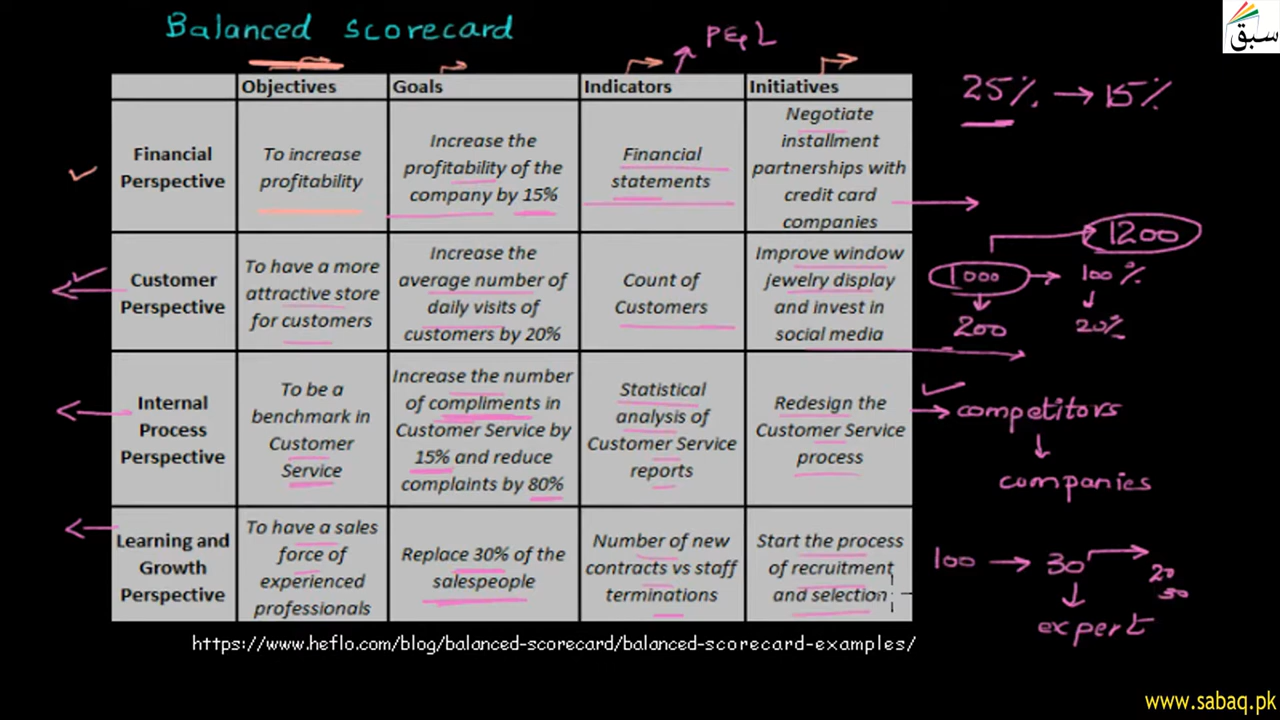 Balanced scorecard
PE&L
سبق
Objectives
Goals
Indicators
Initiatives
25% → 15%
Financial
Perspective
To increase
profitability
Increase the
profitability of the
company by 15%
Financial
statements
Negotiate
installment
partnerships with
credit card
companies
Customer
Perspective
To have a more
attractive store
for customers
Increase the
average number of
daily visits of
customers by 20%
Count of
Customers
Improve window
jewelry display
and invest in
social media
1200
1000 → 100%
200
20%
Internal
Process
Perspective
To be a
benchmark in
Customer
Service
Increase the number
of compliments in
Customer Service by
15% and reduce
complaints by 80%
Statistical
analysis of
Customer Service
reports
Redesign the
Customer Service
process
competitors
companies
Learning and
Growth
Perspective
To have a sales
force of
experienced
professionals
Replace 30% of the
salespeople
Number of new
contracts vs staff
terminations
Start the process
of recruitment
and selection
100 → 30
20
expert
https://www.heflo.com/blog/balanced-scorecard/balanced-scorecard-examples/
www.sabaq.pk